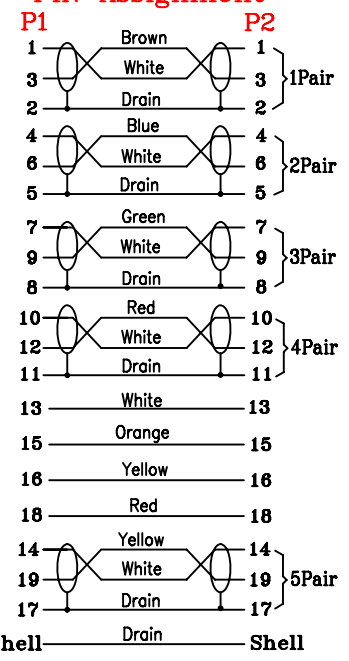 P1 P2
1 Brown 1
3 White 3 1Pair
2 Drain 2
4 Blue 4
6 White 6 2Pair
5 Drain 5
7 Green 7
9 White 9 3Pair
8 Drain 8
10 Red 10
12 White 12 4Pair
11 Drain 11
13 White 13
15 Orange 15
16 Yellow 16
18 Red 18
14 Yellow 14
19 White 19 5Pair
17 Drain 17
hell Drain Shell